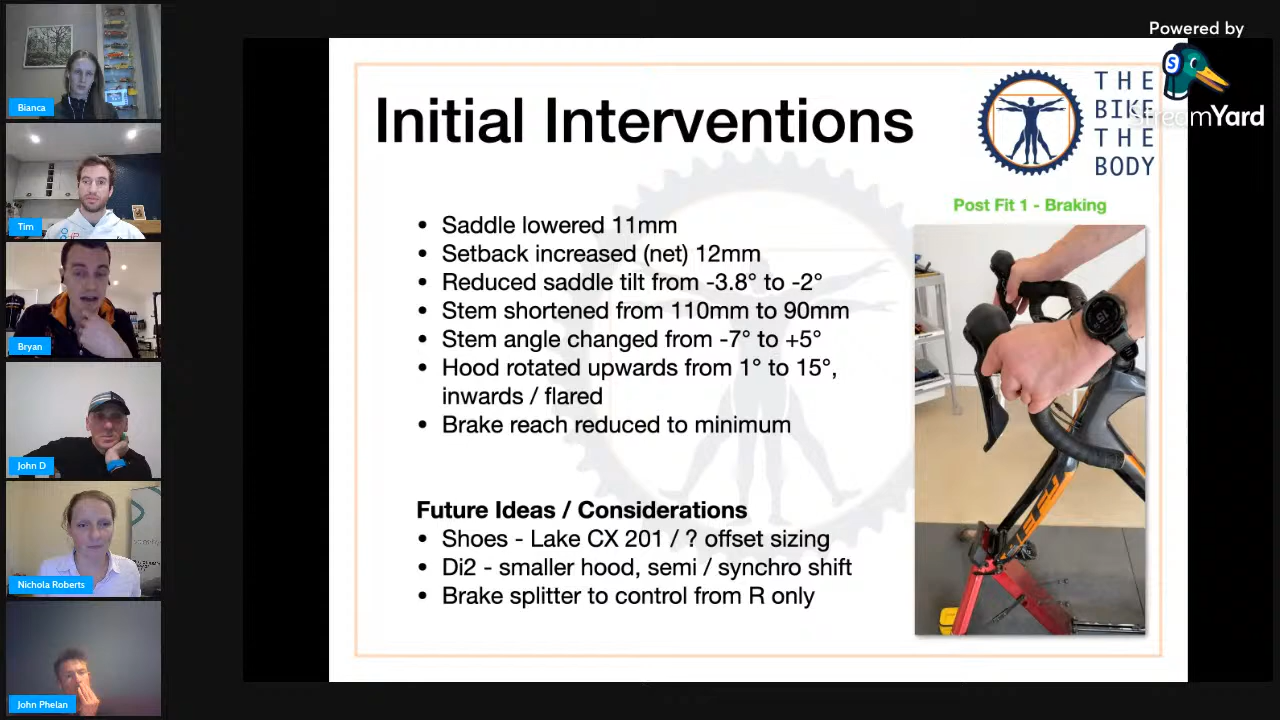 Powered by
StreamYard
Initial Interventions
THE
BIKE
THE
BODY
Post Fit 1 - Braking
• Saddle lowered 11mm
• Setback increased (net) 12mm
• Reduced saddle tilt from -3.8° to -2°
• Stem shortened from 110mm to 90mm
• Stem angle changed from -7° to +5°
• Hood rotated upwards from 1° to 15°,
inwards / flared
• Brake reach reduced to minimum
Future Ideas / Considerations
• Shoes - Lake CX 201 / ? offset sizing
• Di2 - smaller hood, semi / synchro shift
• Brake splitter to control from R only
Bianca
Tim
Bryan
John D
Nichola Roberts
John Phelan